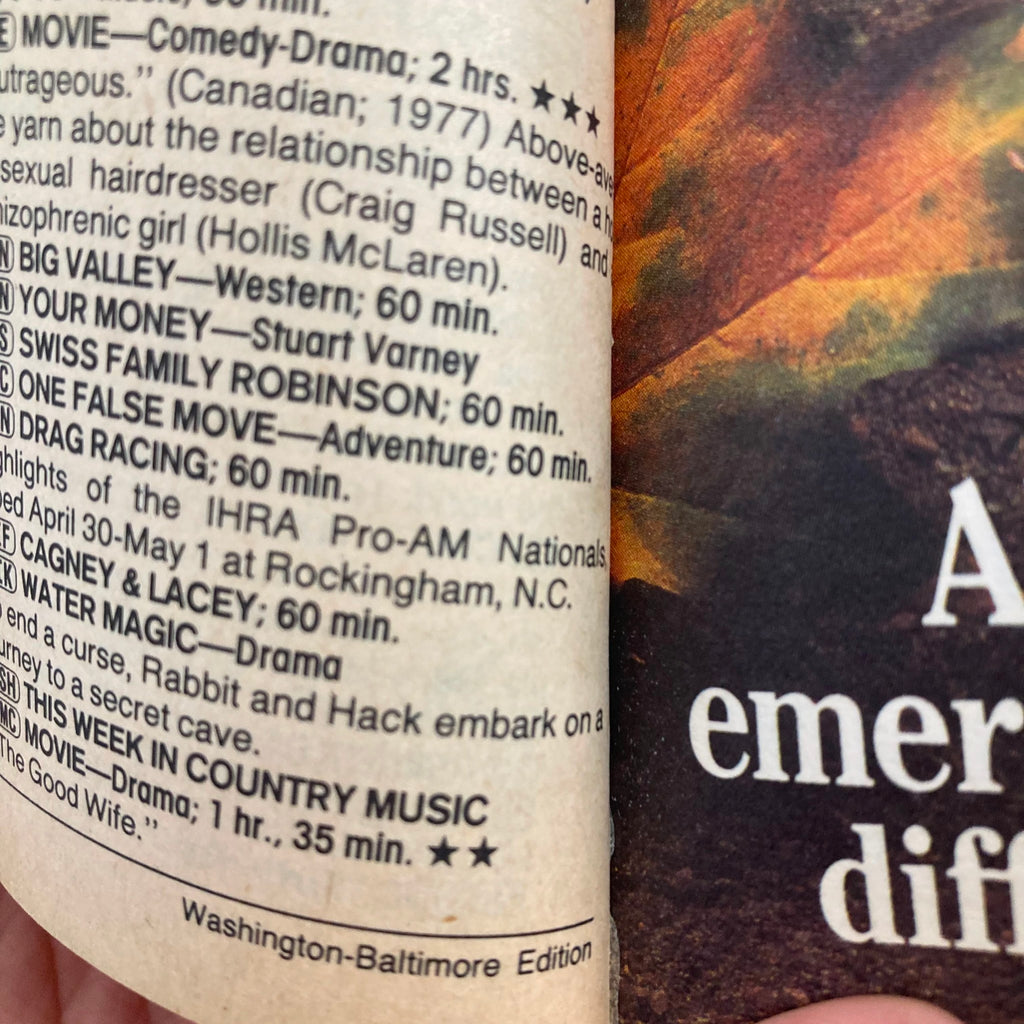 min.
MOVIE—Comedy-Drama; 2 hrs. ★★★
utrageous.” (Canadian; 1977) Above-ave
e yarn about the relationship between a h
sexual hairdresser (Craig Russell) and
hizophrenic girl (Hollis McLaren).
N BIG VALLEY—Western; 60 min.
N YOUR MONEY—Stuart Varney
S SWISS FAMILY ROBINSON; 60 min.
C ONE FALSE MOVE—Adventure; 60 min.
N DRAG RACING; 60 min.
ghlights of the IHRA Pro-AM Nationals,
ped April 30-May 1 at Rockingham, N.C.
F CAGNEY & LACEY; 60 min.
K WATER MAGIC—Drama
o end a curse, Rabbit and Hack embark on a
urney to a secret cave.
SH THIS WEEK IN COUNTRY MUSIC
MC MOVIE—Drama; 1 hr., 35 min. ★★
The Good Wife.”
Washington-Baltimore Edition
A
emer
diff